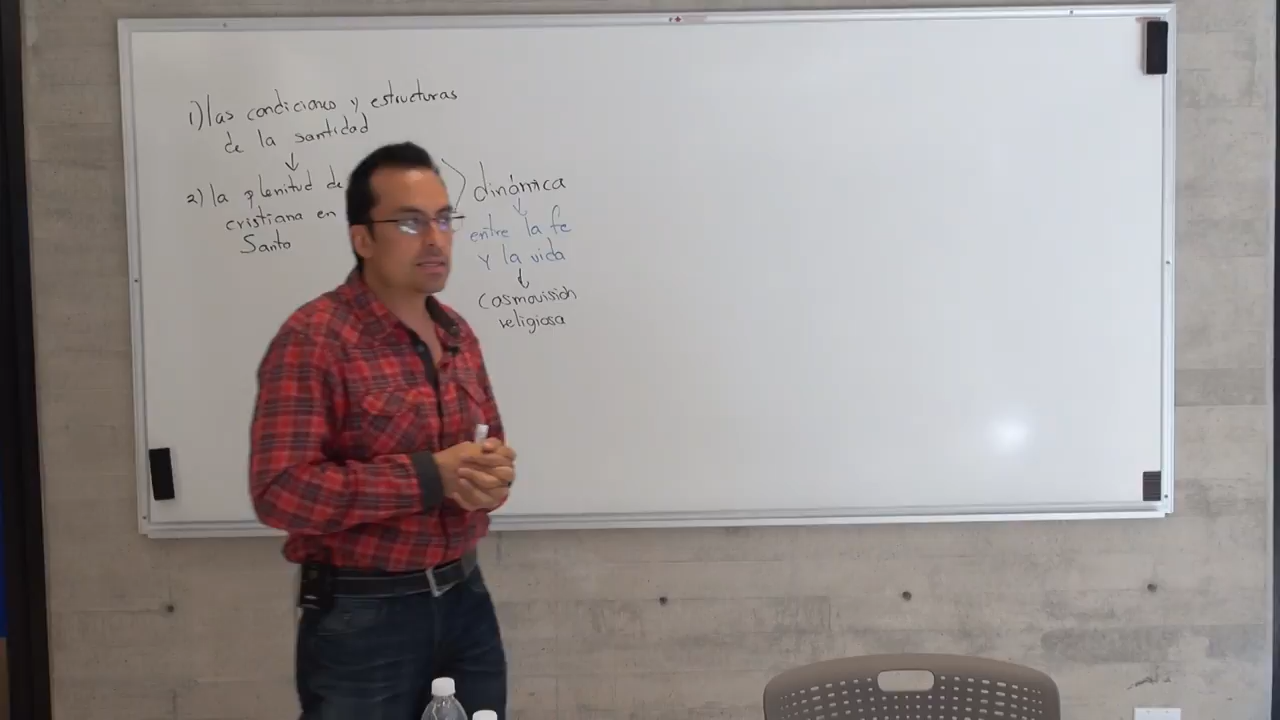 1) las condiciones y estructuras
de la santidad
↓
2) la plenitud de
cristiana en
Santo
dinámica
↓
entre la fe
y la vida
↓
Cosmovisión
religiosa